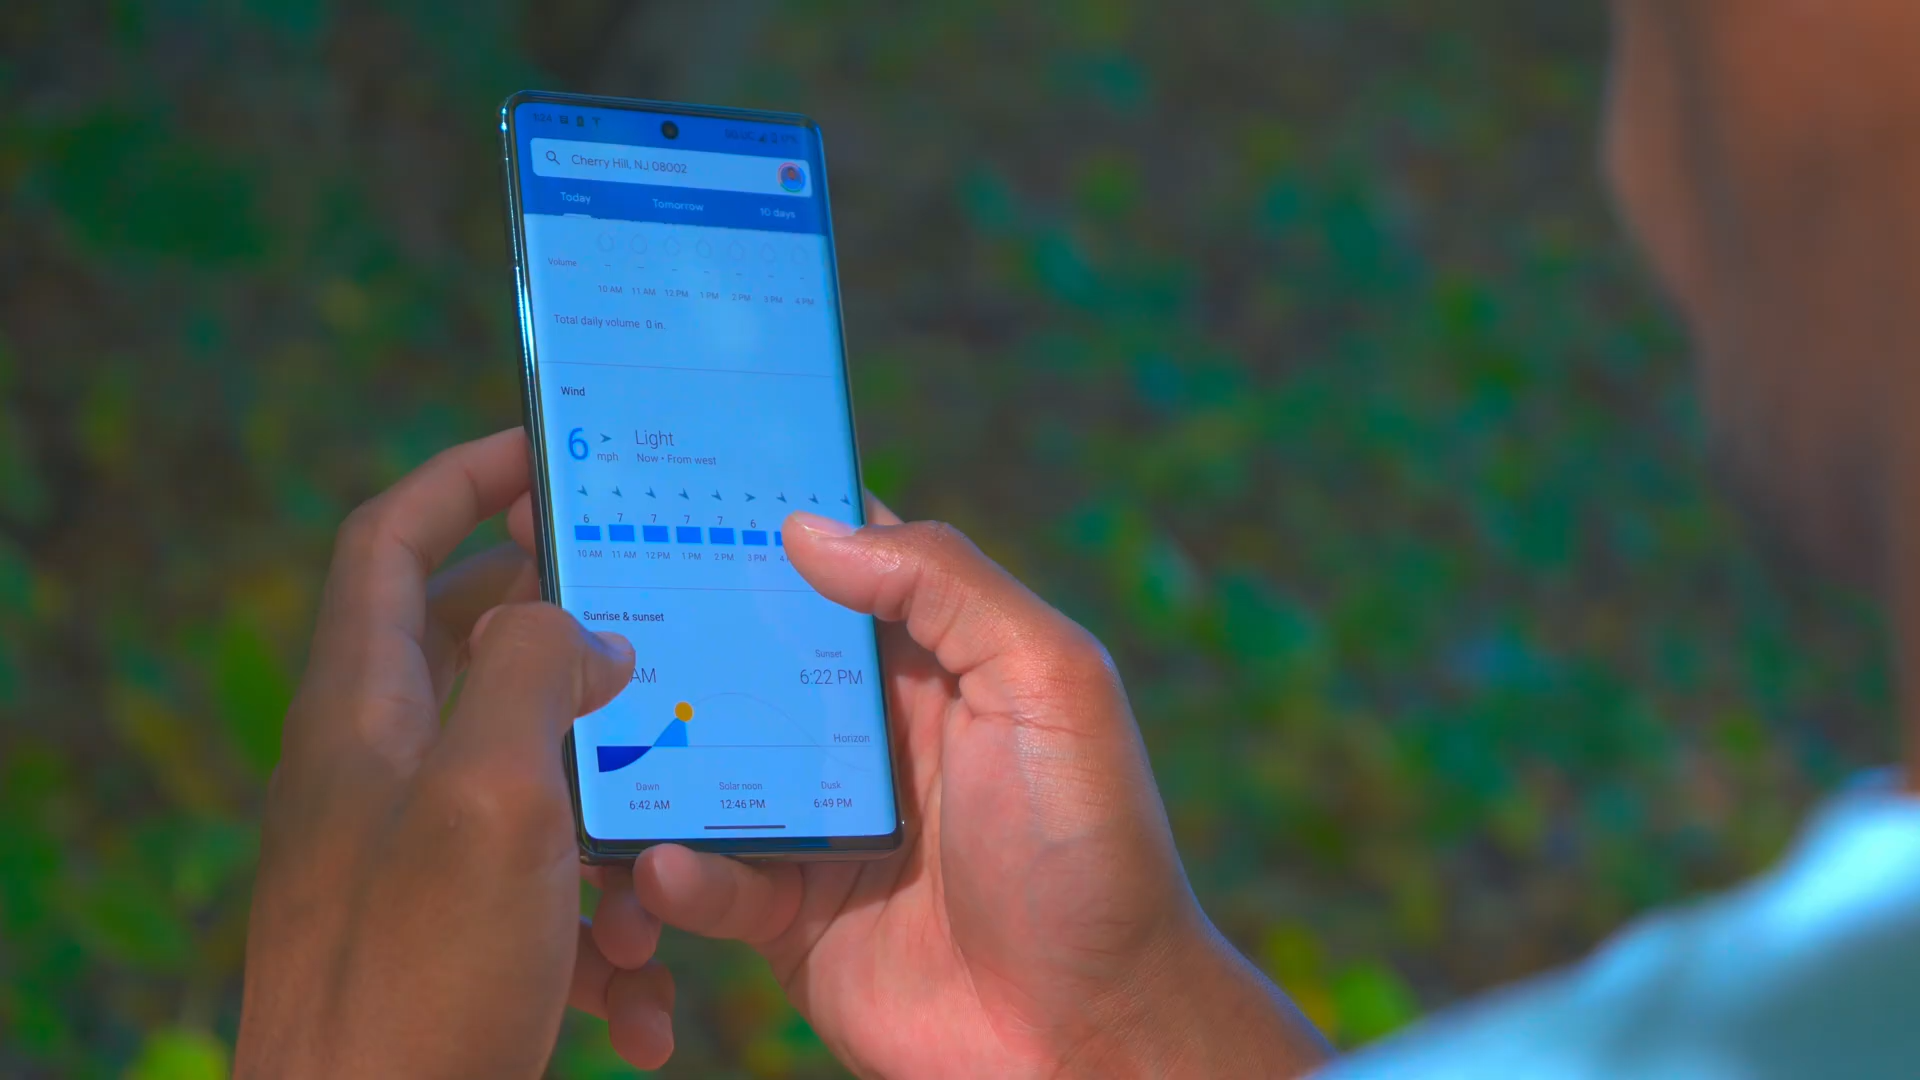 Cherry Hill, NJ 08002
Today Tomorrow 10 days
Volume
10 AM 11 AM 12 PM 1 PM 2 PM 3 PM 4 PM
Total daily volume 0 in.
Wind
6 mph Light
Now • From west
6 7 7 7 7 6
10 AM 11 AM 12 PM 1 PM 2 PM 3 PM
Sunrise & sunset
Sunset
AM 6:22 PM
Horizon
Dawn Solar noon Dusk
6:42 AM 12:46 PM 6:49 PM